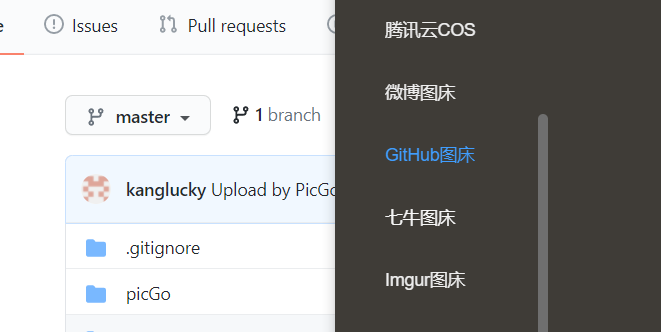 Issues
Pull requests
master
1 branch
kanglucky Upload by PicGo
.gitignore
picGo
腾讯云COS
微博图床
GitHub图床
七牛图床
Imgur图床